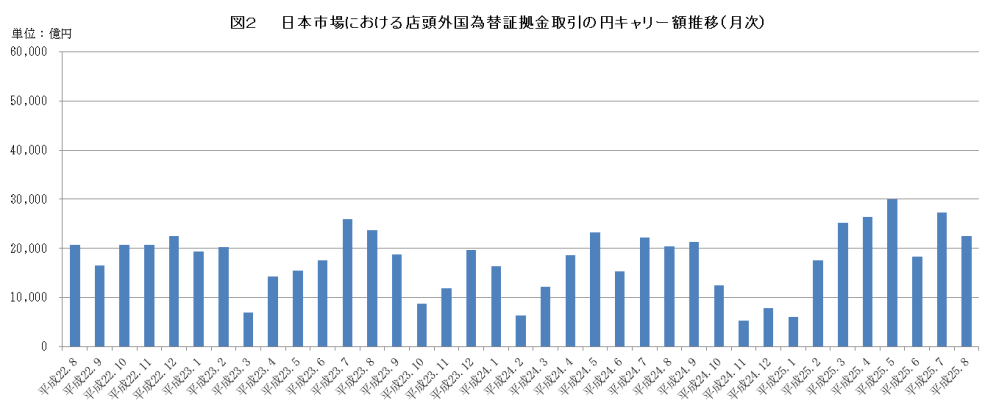 図2 日本市場における店頭外国為替証拠金取引の円キャリー額推移(月次)
単位:億円
60,000
50,000
40,000
30,000
20,000
10,000
0
平成22.8
平成22.9
平成22.10
平成22.11
平成22.12
平成23.1
平成23.2
平成23.3
平成23.4
平成23.5
平成23.6
平成23.7
平成23.8
平成23.9
平成23.10
平成23.11
平成23.12
平成24.1
平成24.2
平成24.3
平成24.4
平成24.5
平成24.6
平成24.7
平成24.8
平成24.9
平成24.10
平成24.11
平成24.12
平成25.1
平成25.2
平成25.3
平成25.4
平成25.5
平成25.6
平成25.7
平成25.8